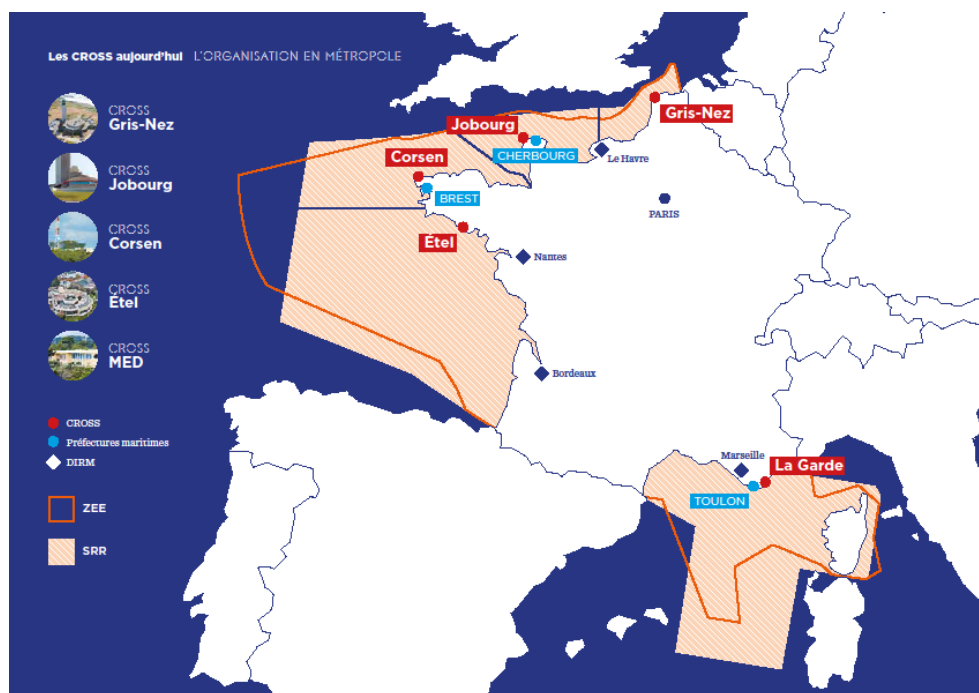 Les CROSS aujourd'hui L'ORGANISATION EN MÉTROPOLE
CROSS
Gris-Nez
CROSS
Jobourg
CROSS
Corsen
CROSS
Étel
CROSS
MED
CROSS
Préfectures maritimes
DIRM
ZEE
SRR
Gris-Nez
Jobourg
CHERBOURG
Le Havre
Corsen
BREST
PARIS
Étel
Nantes
Bordeaux
Marseille
La Garde
TOULON